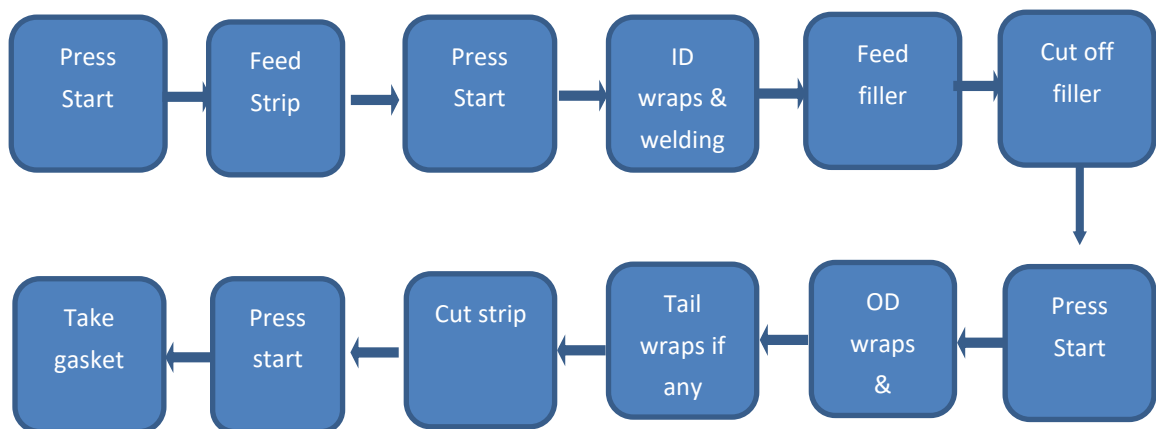 Press
Start
Feed
Strip
Press
Start
ID
wraps &
welding
Feed
filler
Cut off
filler
Press
Start
OD
wraps
&
Tail
wraps if
any
Cut strip
Press
start
Take
gasket